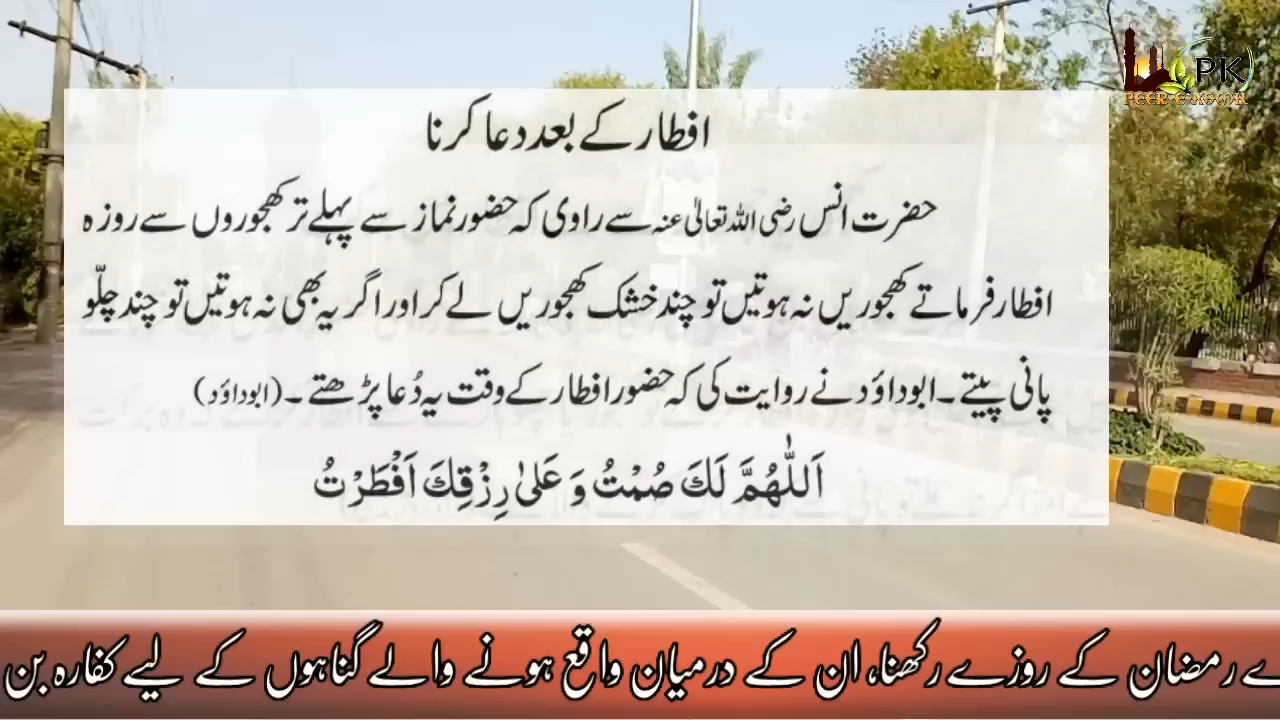 PK
PEER-E-KAMIL
افطار کے بعد دعا کرنا
حضرت انس رضی اللہ تعالیٰ عنہ سے راوی کہ حضور نماز سے پہلے تر کھجوروں سے روزہ
افطار فرماتے کھجوریں نہ ہوتیں تو چند خشک کھجوریں لے کر اور اگر یہ بھی نہ ہوتیں تو چند چلّو
پانی پیتے۔ ابوداؤد نے روایت کی کہ حضور افطار کے وقت یہ دُعا پڑھتے۔ (ابوداؤد)
اَللّٰهُمَّ لَكَ صُمْتُ وَ عَلٰى رِزْقِكَ اَفْطَرْتُ
ے رمضان کے روزے رکھنا، ان کے درمیان واقع ہونے والے گناہوں کے لیے کفارہ بن